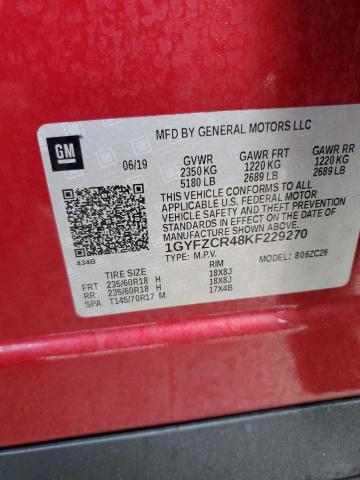 MFD BY GENERAL MOTORS LLC
GM
06/19
GVWR GAWR FRT GAWR RR
2350 KG 1220 KG 1220 KG
5180 LB 2689 LB 2689 LB
THIS VEHICLE CONFORMS TO ALL
APPLICABLE U.S. FEDERAL MOTOR
VEHICLE SAFETY AND THEFT PREVENTION
STANDARDS IN EFFECT ON THE DATE OF
MANUFACTURE SHOWN ABOVE.
1GYFZCR48KF229270
TYPE: M.P.V. MODEL: 806ZC26
434B
TIRE SIZE RIM
FRT 235/60R18 H 18X8J
RR 235/60R18 H 18X8J
SPA T145/70R17 M 17X4B